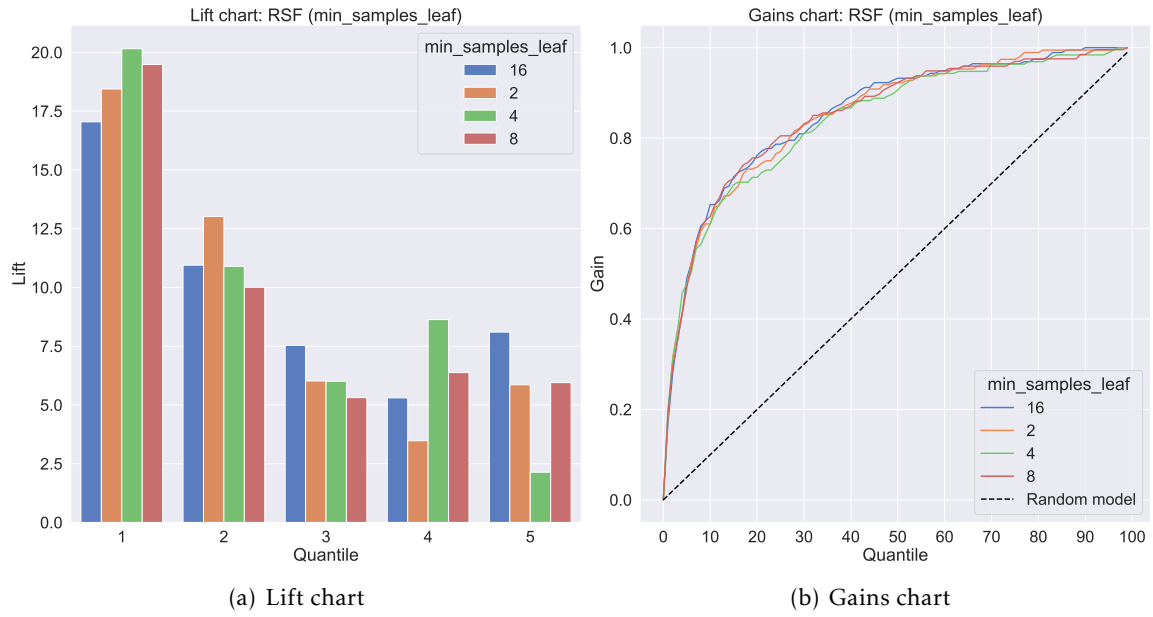 Lift chart: RSF (min_samples_leaf)
min_samples_leaf
16
2
4
8
20.0
17.5
15.0
12.5
10.0
7.5
5.0
2.5
0.0
Lift
1 2 3 4 5
Quantile
(a) Lift chart
Gains chart: RSF (min_samples_leaf)
1.0
0.8
0.6
0.4
0.2
0.0
Gain
min_samples_leaf
16
2
4
8
Random model
0 10 20 30 40 50 60 70 80 90 100
Quantile
(b) Gains chart